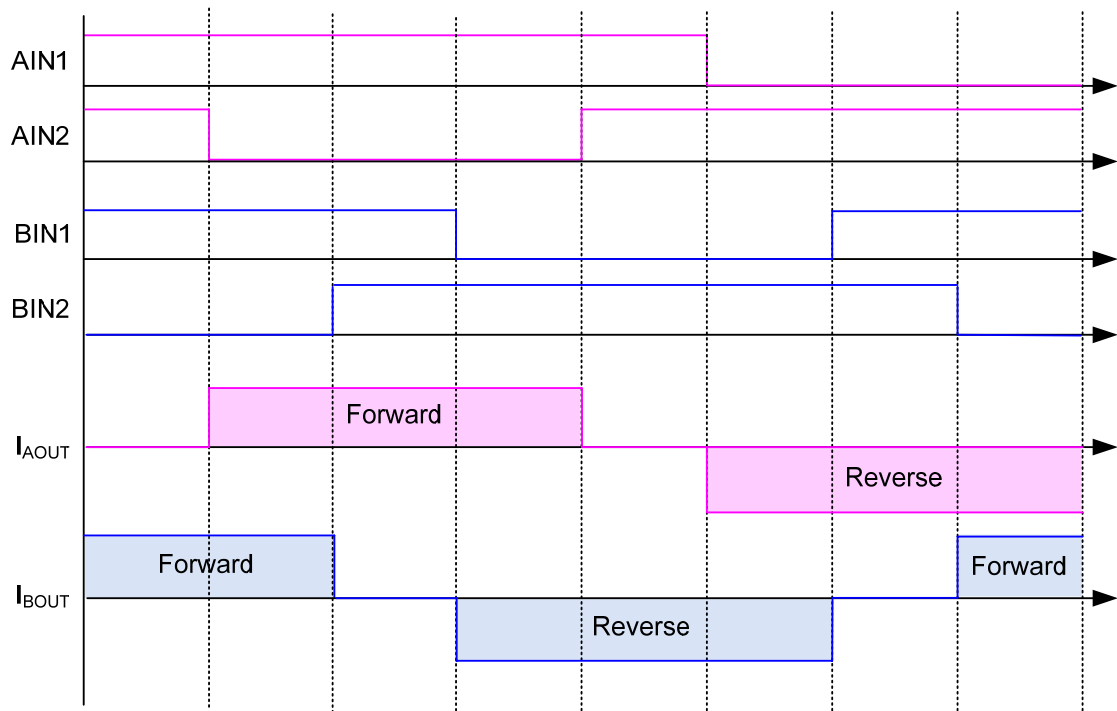 AIN1
AIN2
BIN1
BIN2
Forward
IAOUT
Reverse
Forward
Forward
IBOUT
Reverse